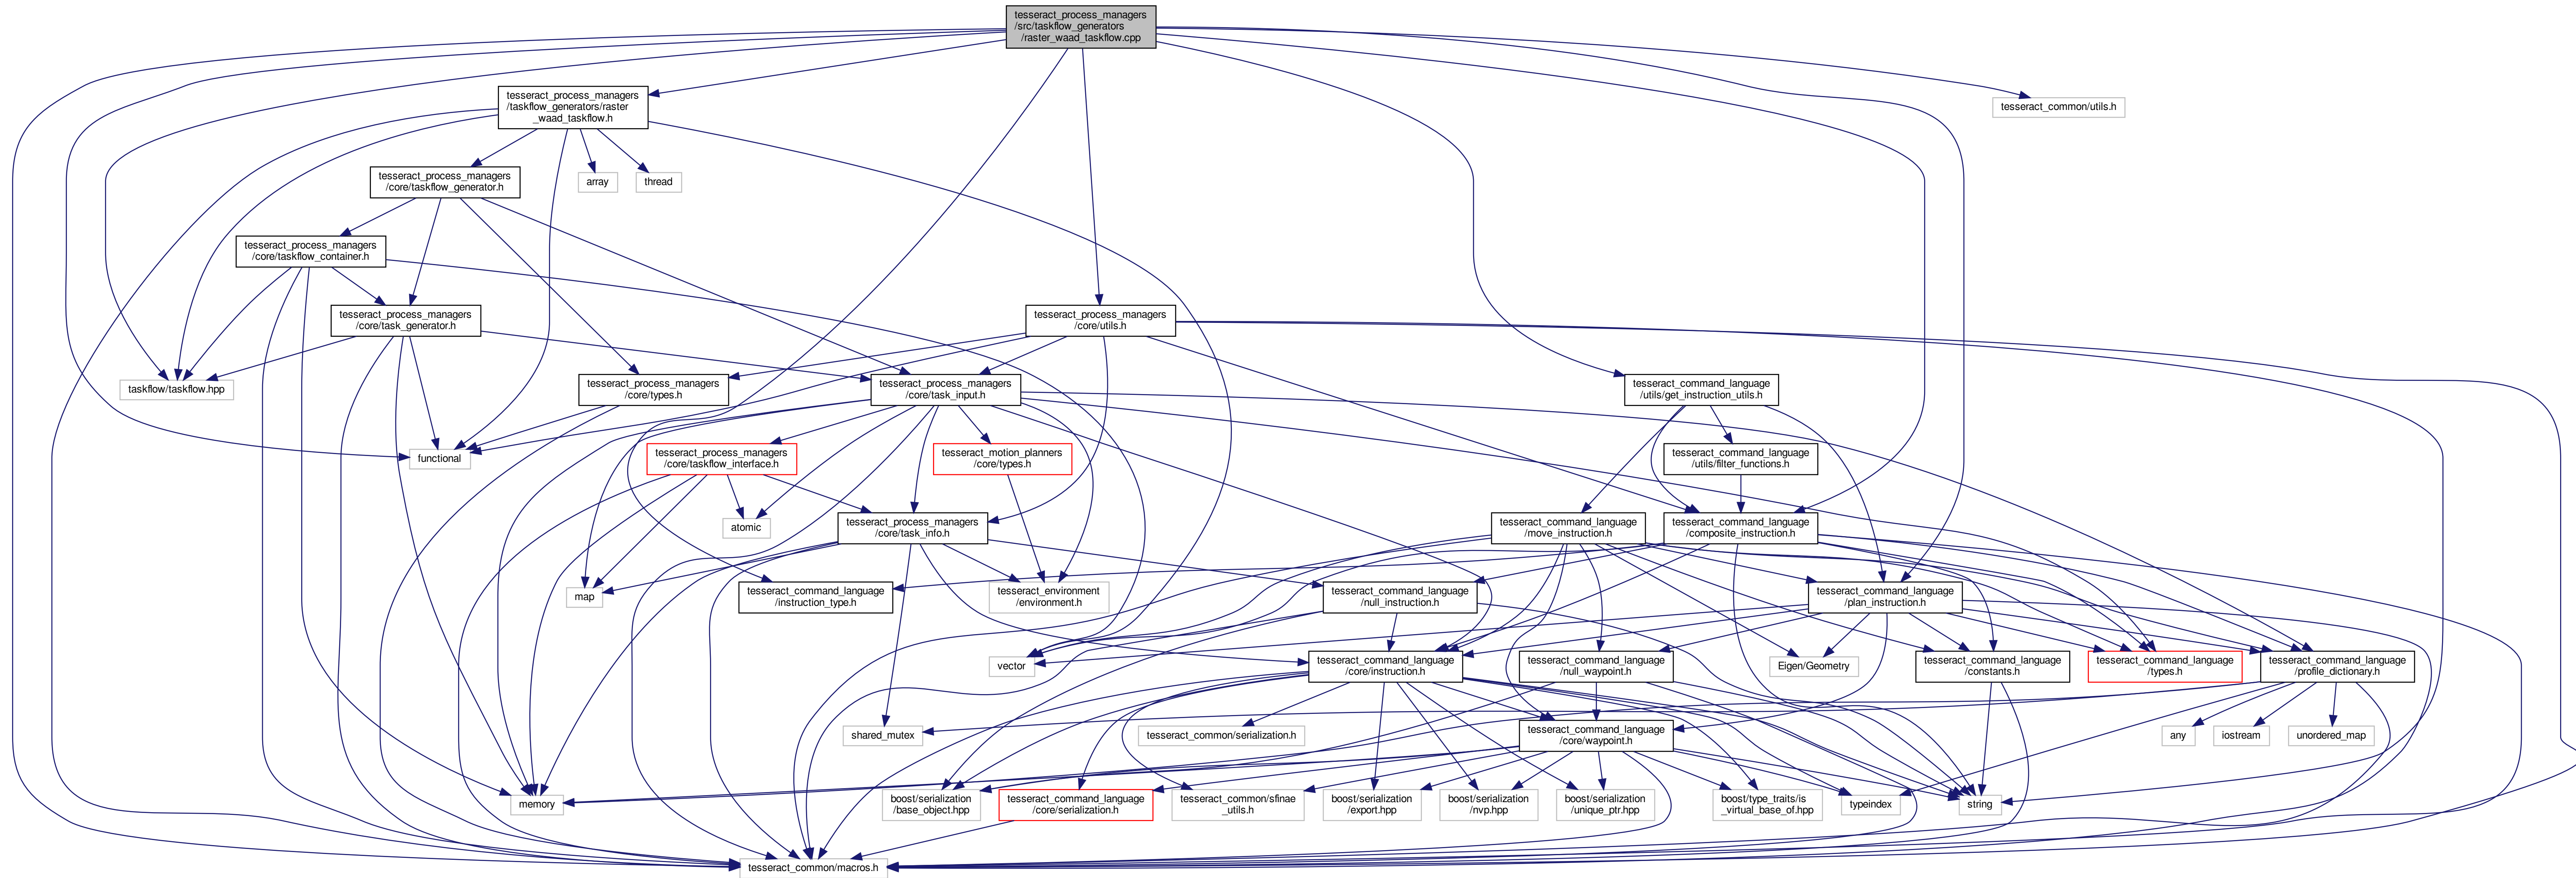 tesseract_process_managers
/src/taskflow_generators
/raster_waad_taskflow.cpp
tesseract_process_managers
/taskflow_generators/raster
_waad_taskflow.h
tesseract_common/utils.h
tesseract_process_managers
/core/taskflow_generator.h
array
thread
tesseract_process_managers
/core/taskflow_container.h
tesseract_process_managers
/core/task_generator.h
tesseract_process_managers
/core/utils.h
taskflow/taskflow.hpp
tesseract_process_managers
/core/types.h
tesseract_process_managers
/core/task_input.h
tesseract_command_language
/utils/get_instruction_utils.h
functional
tesseract_process_managers
/core/taskflow_interface.h
tesseract_motion_planners
/core/types.h
tesseract_command_language
/utils/filter_functions.h
atomic
tesseract_process_managers
/core/task_info.h
tesseract_command_language
/move_instruction.h
tesseract_command_language
/composite_instruction.h
map
tesseract_command_language
/instruction_type.h
tesseract_environment
/environment.h
tesseract_command_language
/null_instruction.h
tesseract_command_language
/plan_instruction.h
vector
tesseract_command_language
/core/instruction.h
tesseract_command_language
/null_waypoint.h
Eigen/Geometry
tesseract_command_language
/constants.h
tesseract_command_language
/types.h
tesseract_command_language
/profile_dictionary.h
shared_mutex
tesseract_common/serialization.h
tesseract_command_language
/core/waypoint.h
any
iostream
unordered_map
memory
boost/serialization
/base_object.hpp
tesseract_command_language
/core/serialization.h
tesseract_common/sfinae
_utils.h
boost/serialization
/export.hpp
boost/serialization
/nvp.hpp
boost/serialization
/unique_ptr.hpp
boost/type_traits/is
_virtual_base_of.hpp
typeindex
string
tesseract_common/macros.h